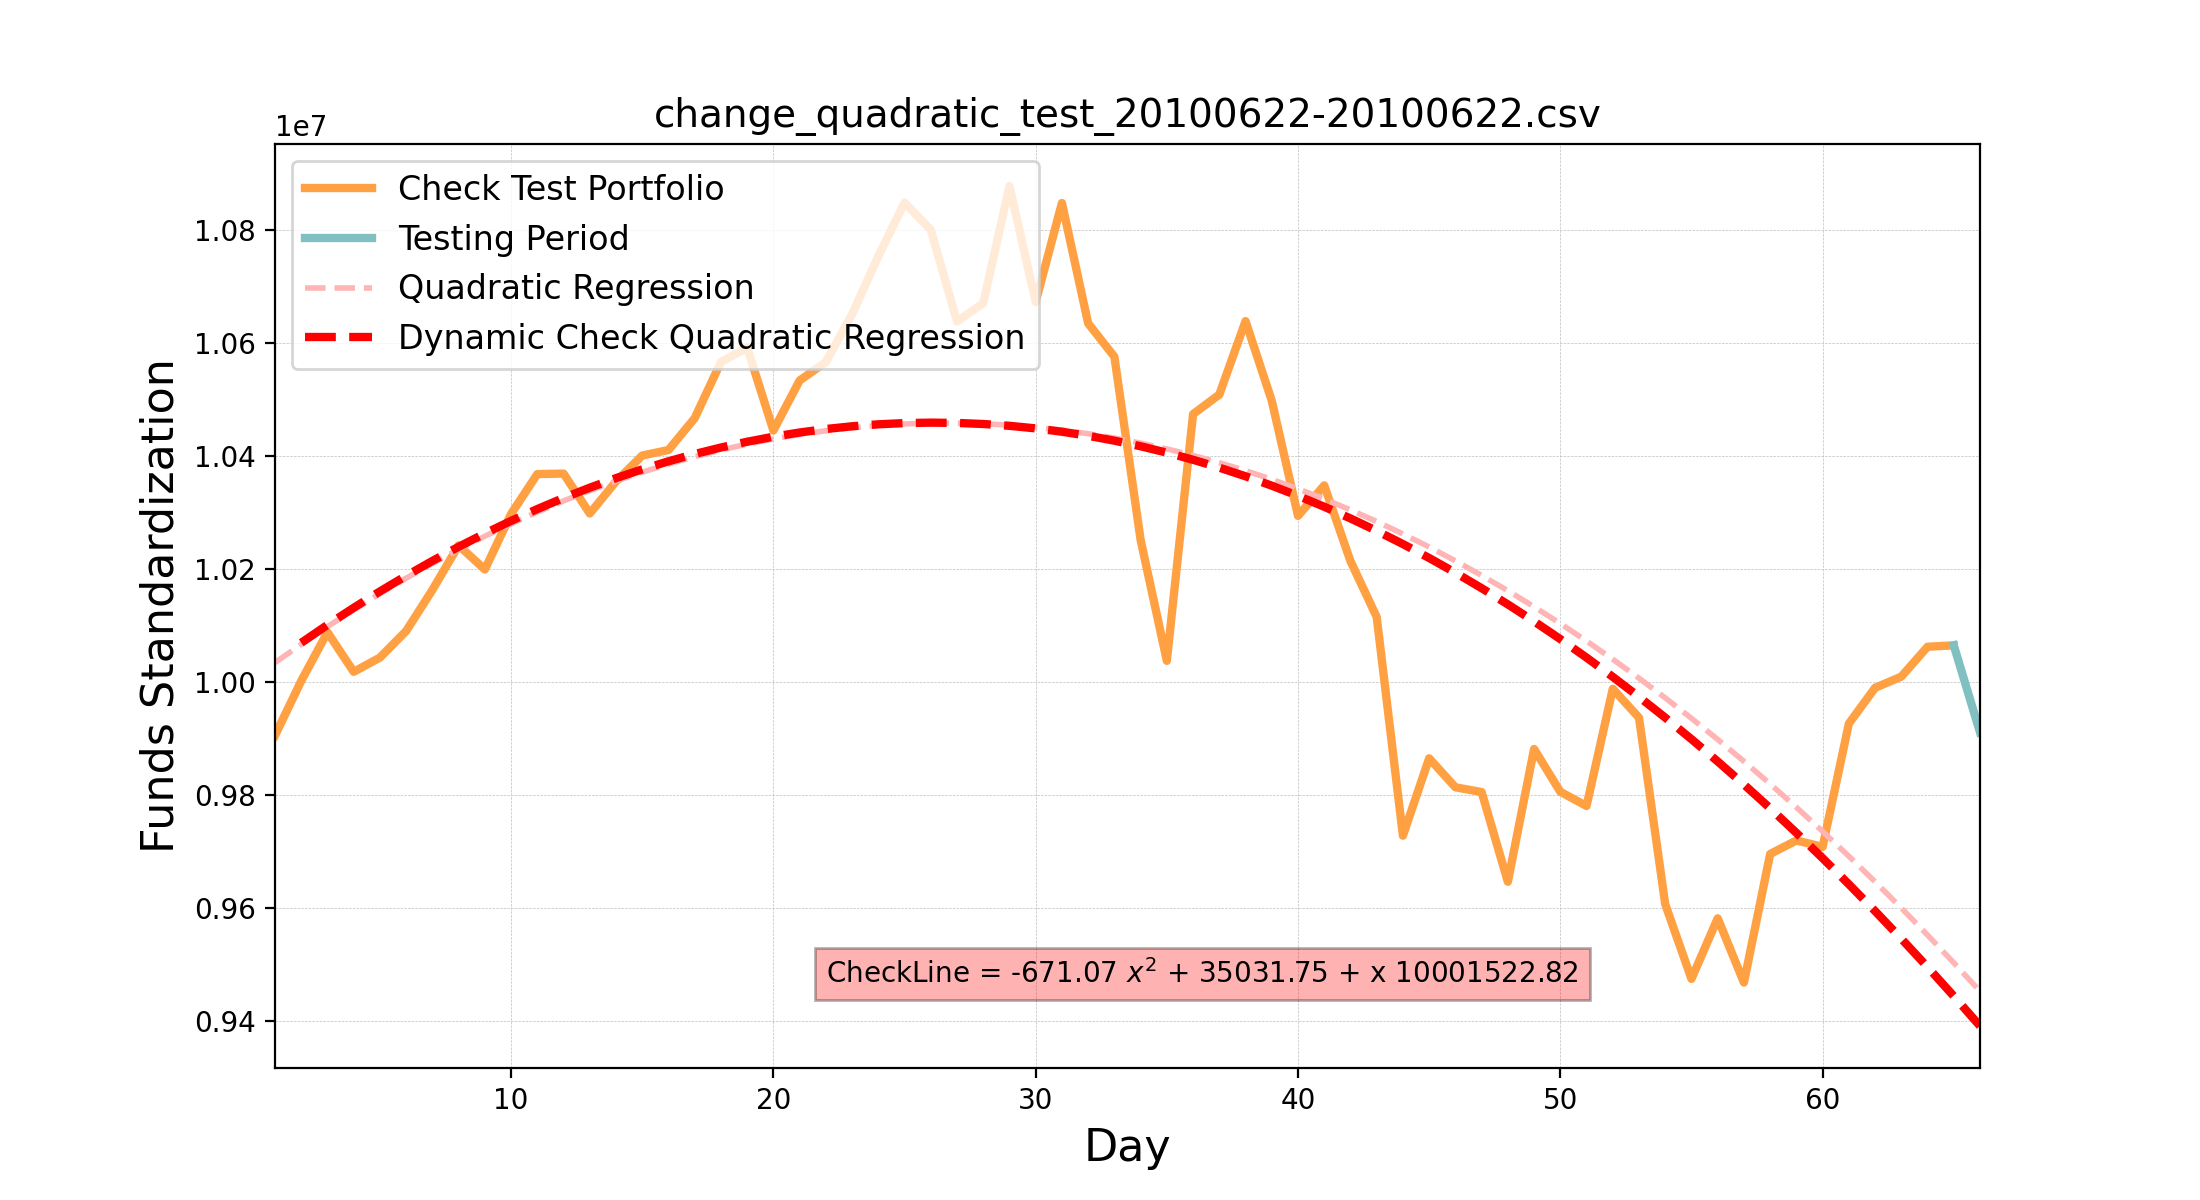 change_quadratic_test_20100622-20100622.csv
1e7
Check Test Portfolio
Testing Period
Quadratic Regression
Dynamic Check Quadratic Regression
1.08
1.06
1.04
1.02
1.00
0.98
0.96
0.94
Funds Standardization
CheckLine = -671.07 x² + 35031.75 + x 10001522.82
10 20 30 40 50 60
Day